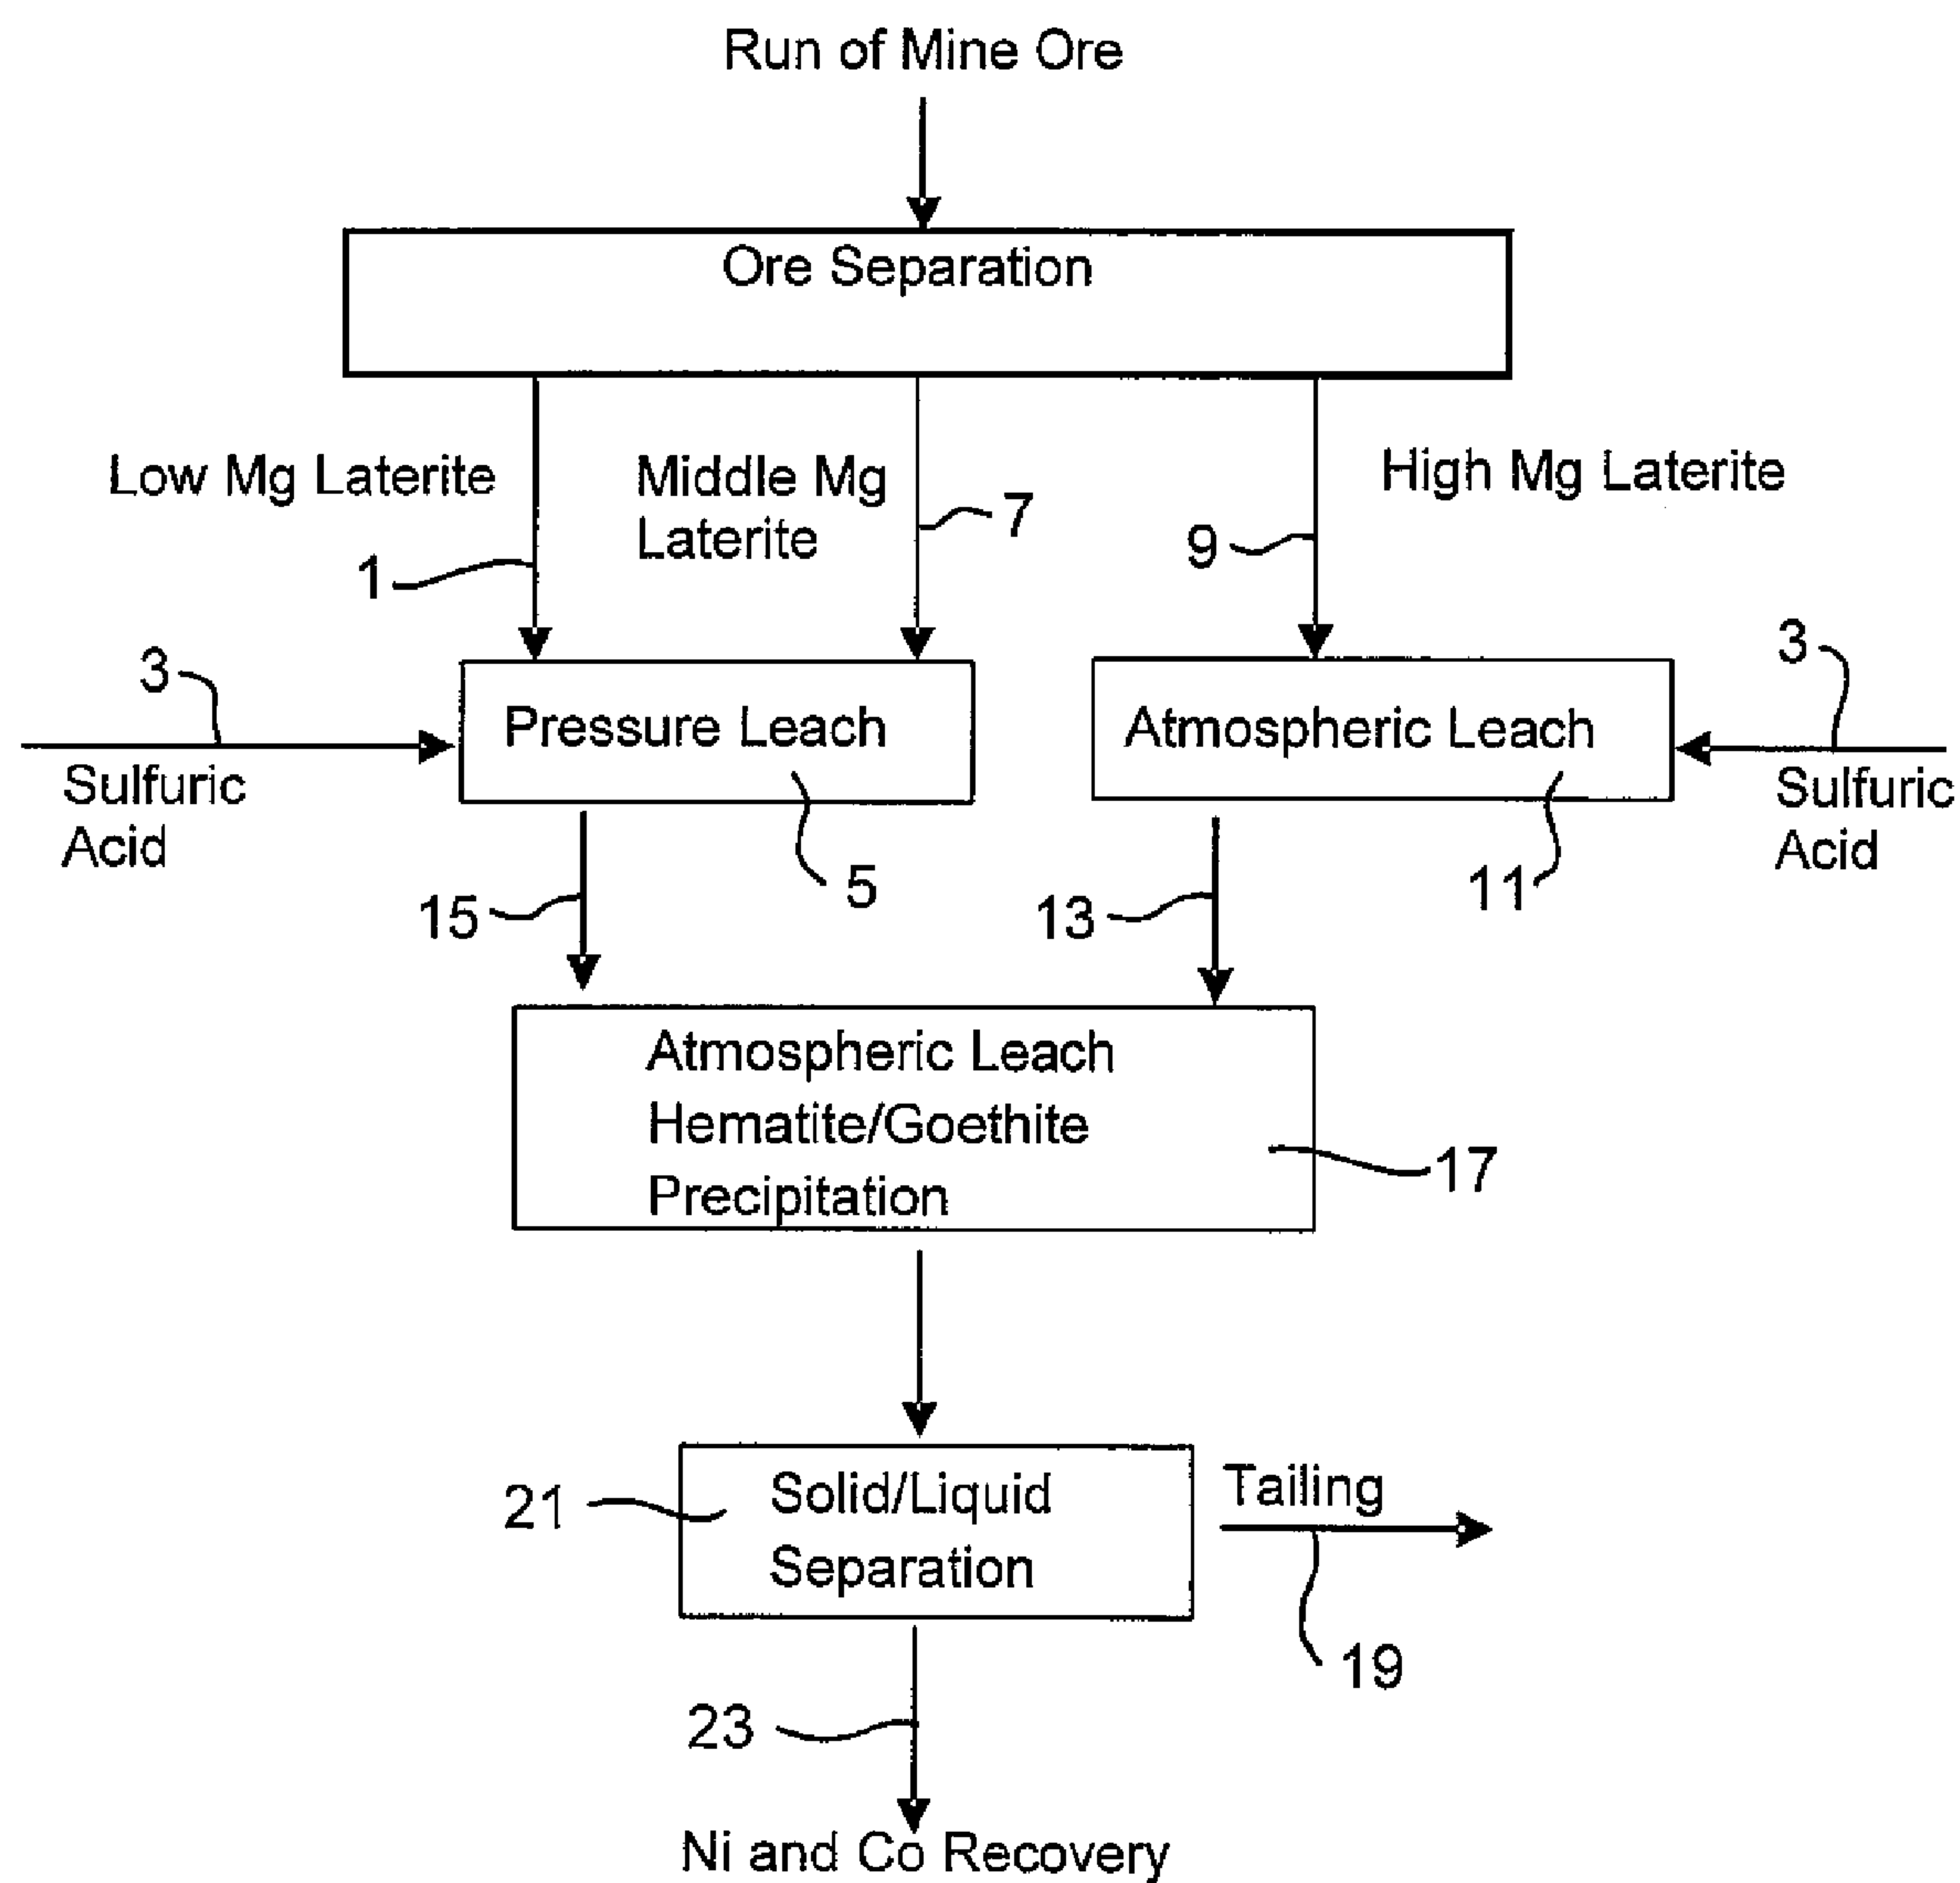 Run of Mine Ore
Ore Separation
Low Mg Laterite
Middle Mg
Laterite
7
High Mg Laterite
1
9
3
Sulfuric
Acid
Pressure Leach
5
Atmospheric Leach
11
3
Sulfuric
Acid
15
13
Atmospheric Leach
Hematite/Goethite
Precipitation
17
21
Solid/Liquid
Separation
Tailing
19
23
Ni and Co Recovery